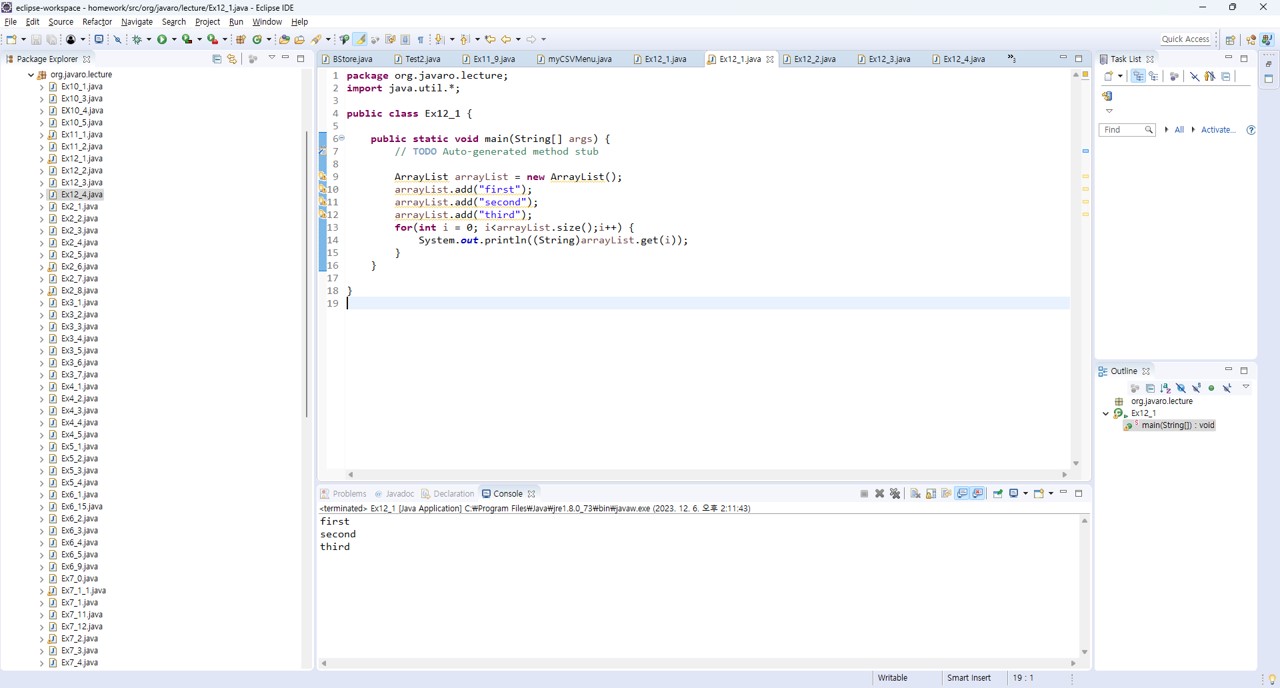 eclipse-workspace - homework/src/org/javaro/lecture/Ex12_1.java - Eclipse IDE
File Edit Source Refactor Navigate Search Project Run Window Help
Quick Access
Package Explorer
BStore.java Test2.java Ex11_9.java myCSVMenu.java Ex12_1.java Ex12_1.java Ex12_2.java Ex12_3.java Ex12_4.java
org.javaro.lecture
Ex10_1.java
Ex10_3.java
EX10_4.java
Ex10_5.java
Ex11_1.java
Ex11_2.java
Ex12_1.java
Ex12_2.java
Ex12_3.java
Ex12_4.java
Ex2_1.java
Ex2_2.java
Ex2_3.java
Ex2_4.java
Ex2_5.java
Ex2_6.java
Ex2_7.java
Ex2_8.java
Ex3_1.java
Ex3_2.java
Ex3_3.java
Ex3_4.java
Ex3_5.java
Ex3_6.java
Ex3_7.java
Ex4_1.java
Ex4_2.java
Ex4_3.java
Ex4_4.java
Ex4_5.java
Ex5_1.java
Ex5_2.java
Ex5_3.java
Ex5_4.java
Ex6_1.java
Ex6_15.java
Ex6_2.java
Ex6_3.java
Ex6_4.java
Ex6_5.java
Ex6_9.java
Ex7_0.java
Ex7_1_1.java
Ex7_1.java
Ex7_11.java
Ex7_12.java
Ex7_2.java
Ex7_3.java
Ex7_4.java
1 package org.javaro.lecture;
2 import java.util.*;
3
4 public class Ex12_1 {
5
6 public static void main(String[] args) {
7 // TODO Auto-generated method stub
8
9 ArrayList arrayList = new ArrayList();
10 arrayList.add("first");
11 arrayList.add("second");
12 arrayList.add("third");
13 for(int i = 0; i<arrayList.size();i++) {
14 System.out.println((String)arrayList.get(i));
15 }
16 }
17
18 }
19
Problems Javadoc Declaration Console
<terminated> Ex12_1 [Java Application] C:₩Program Files₩Java₩jre1.8.0_73₩bin₩javaw.exe (2023. 12. 6. 오후 2:11:43)
first
second
third
Task List
Find All Activate...
Outline
org.javaro.lecture
Ex12_1
main(String[]) : void
Writable Smart Insert 19 : 1